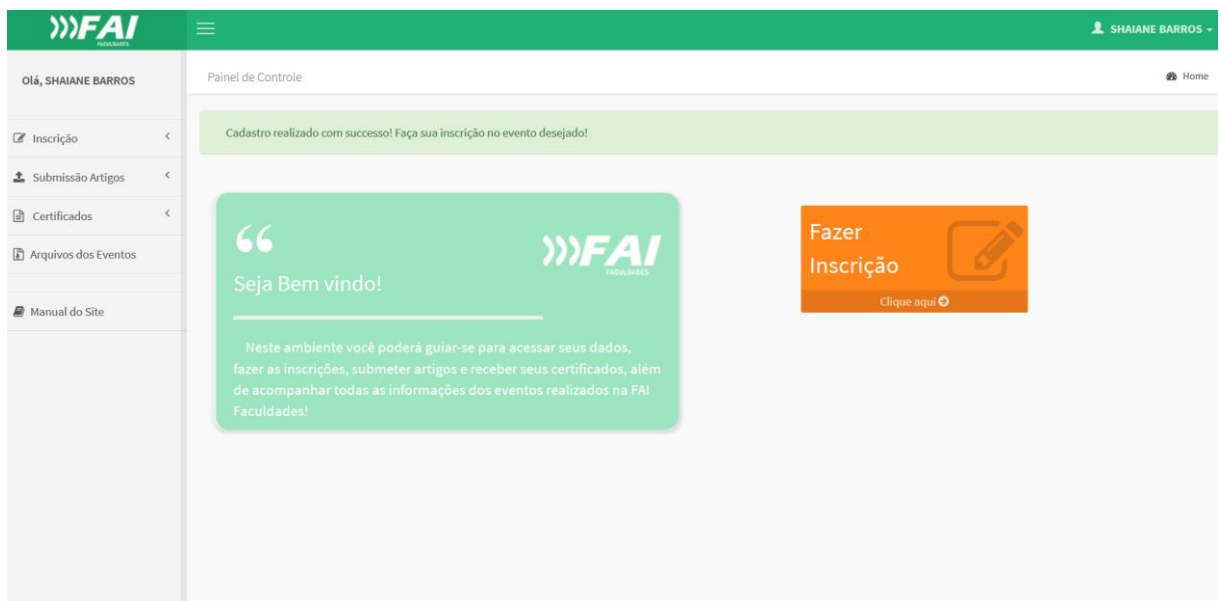 FAI
FACULDADES
SHAIANE BARROS
Olá, SHAIANE BARROS
Painel de Controle
Home
Inscrição
Submissão Artigos
Certificados
Arquivos dos Eventos
Manual do Site
Cadastro realizado com successo! Faça sua inscrição no evento desejado!
FAI
FACULDADES
Seja Bem vindo!
Neste ambiente você poderá guiar-se para acessar seus dados,
fazer as inscrições, submeter artigos e receber seus certificados, além
de acompanhar todas as informações dos eventos realizados na FAI
Faculdades!
Fazer
Inscrição
Clique aqui